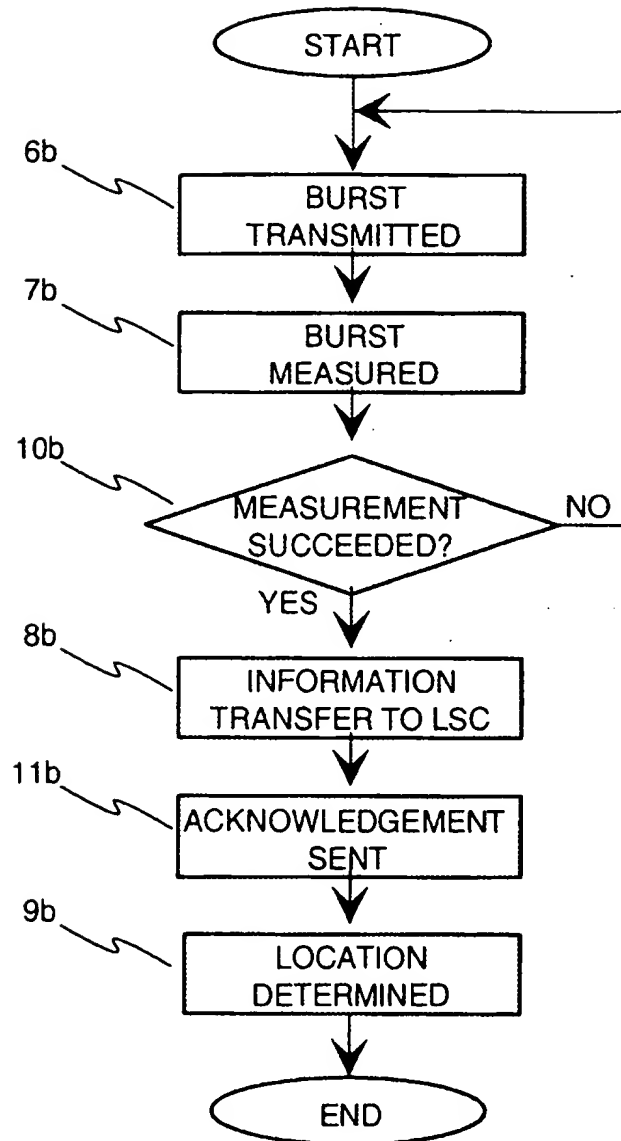 START
6b
BURST
TRANSMITTED
7b
BURST
MEASURED
10b
MEASUREMENT
SUCCEEDED?
NO
YES
8b
INFORMATION
TRANSFER TO LSC
11b
ACKNOWLEDGEMENT
SENT
9b
LOCATION
DETERMINED
END